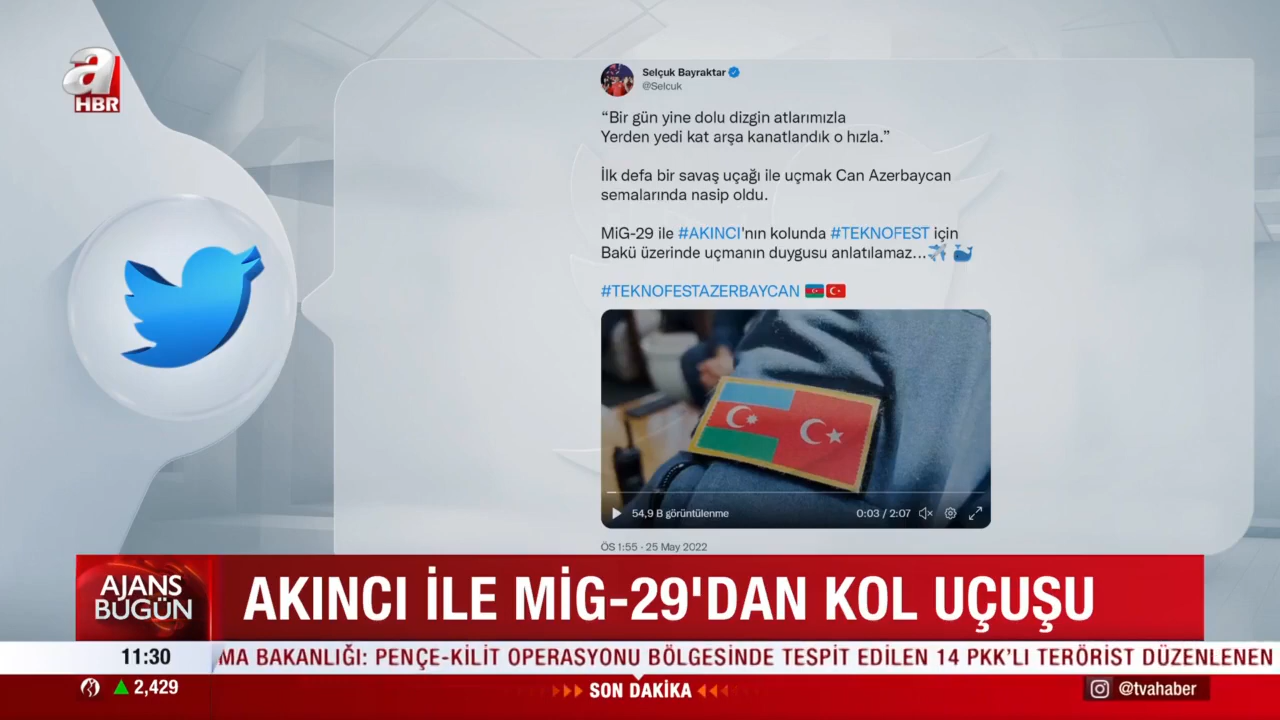 a
HBR
Selçuk Bayraktar
@Selcuk
“Bir gün yine dolu dizgin atlarımızla
Yerden yedi kat arşa kanatlandık o hızla.”
İlk defa bir savaş uçağı ile uçmak Can Azerbaycan
semalarında nasip oldu.
MiG-29 ile #AKINCI'nın kolunda #TEKNOFEST için
Bakü üzerinde uçmanın duygusu anlatılamaz...
#TEKNOFESTAZERBAYCAN
54,9 B görüntülenme
0:03 / 2:07
ÖS 1:55 · 25 May 2022
AJANS
BUGÜN
AKINCI İLE MİG-29'DAN KOL UÇUŞU
11:30
MA BAKANLIĞI: PENÇE-KİLİT OPERASYONU BÖLGESİNDE TESPİT EDİLEN 14 PKK’LI TERÖRİST DÜZENLENEN
2,429
SON DAKİKA
@tvahaber